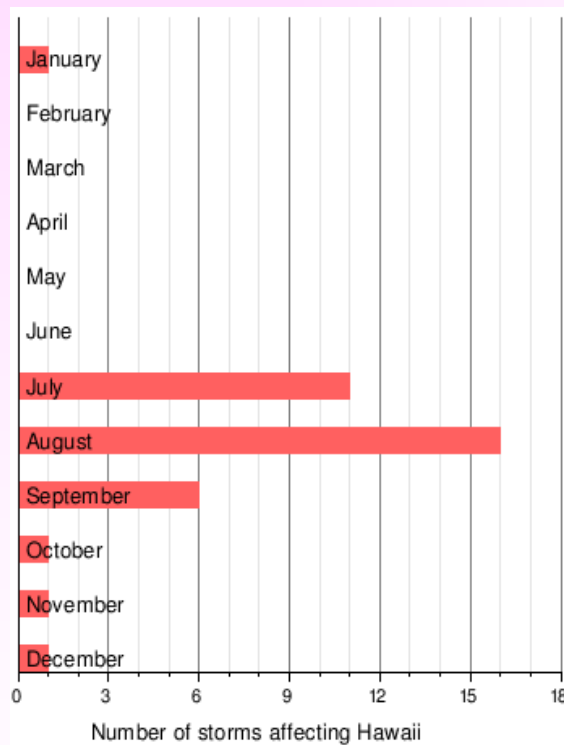 January
February
March
April
May
June
July
August
September
October
November
December
0 3 6 9 12 15 18
Number of storms affecting Hawaii